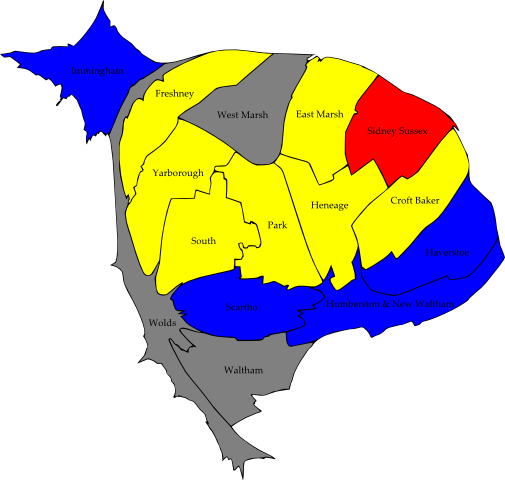 Immingham
Freshney
West Marsh
East Marsh
Sidney Sussex
Yarborough
Croft Baker
Heneage
Park
South
Haverstoe
Scartho
Humberston & New Waltham
Wolds
Waltham